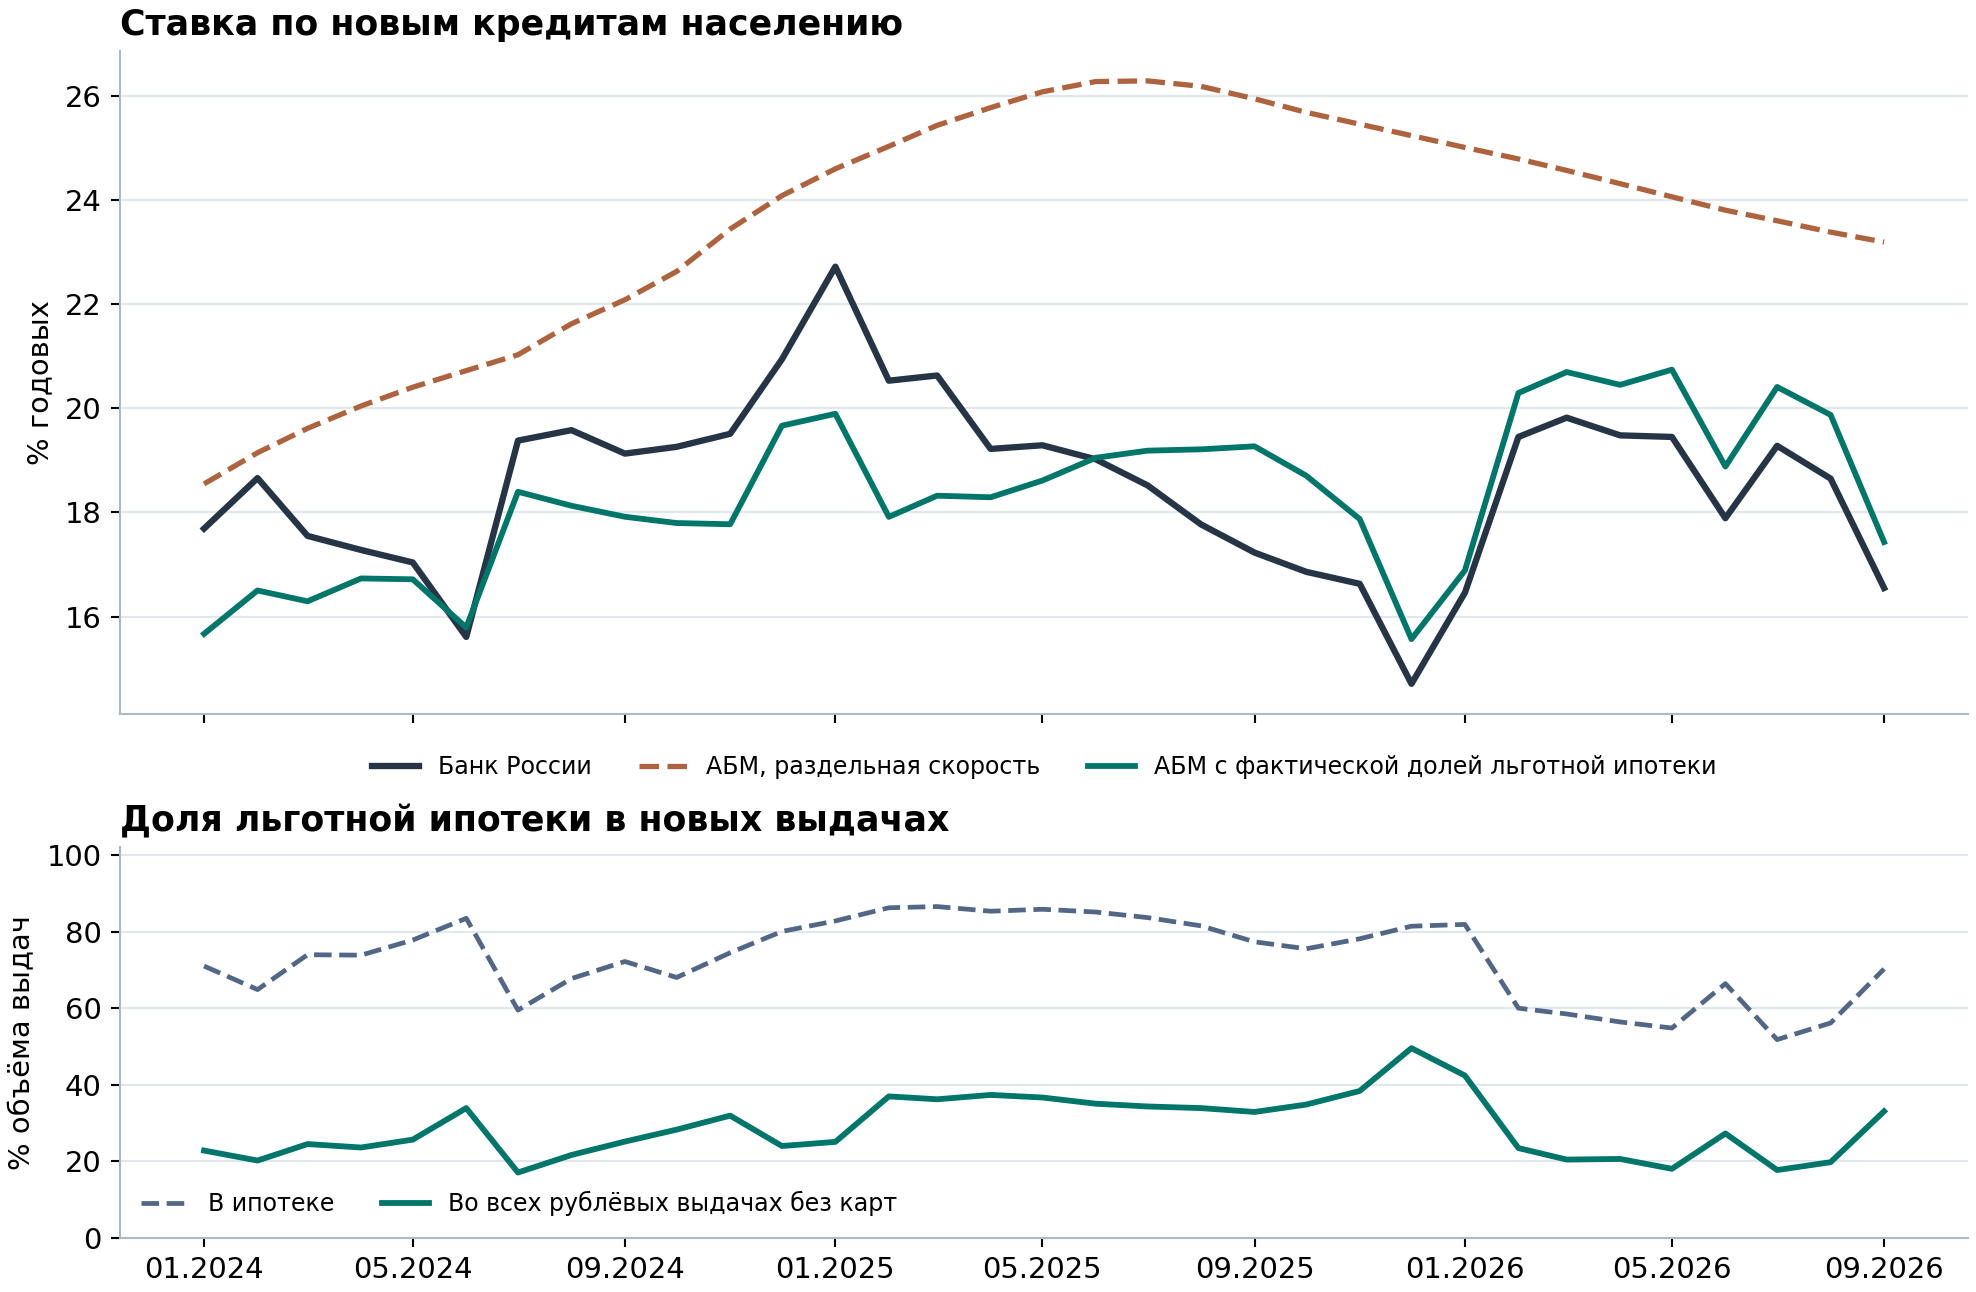 Ставка по новым кредитам населению
% годовых
26
24
22
20
18
16
Банк России
АБМ, раздельная скорость
АБМ с фактической долей льготной ипотеки
Доля льготной ипотеки в новых выдачах
% объёма выдач
100
80
60
40
20
0
В ипотеке
Во всех рублёвых выдачах без карт
01.2024
05.2024
09.2024
01.2025
05.2025
09.2025
01.2026
05.2026
09.2026